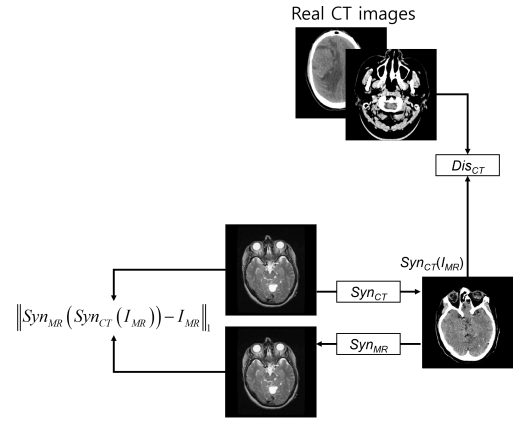 Real CT images
Dis_CT
Syn_CT(I_MR)
Syn_CT
‖Syn_MR(Syn_CT(I_MR))−I_MR‖_1
Syn_MR